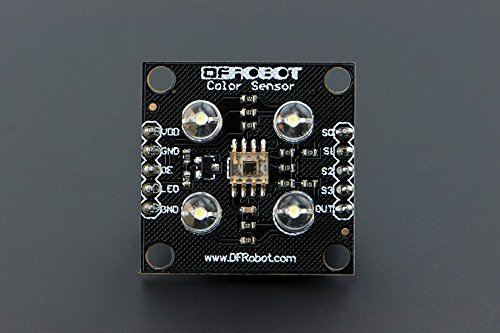 DFROBOT
Color Sensor
VDD
GND
OE
LED
GND
S0
S1
S2
S3
OUT
www.DFRobot.com